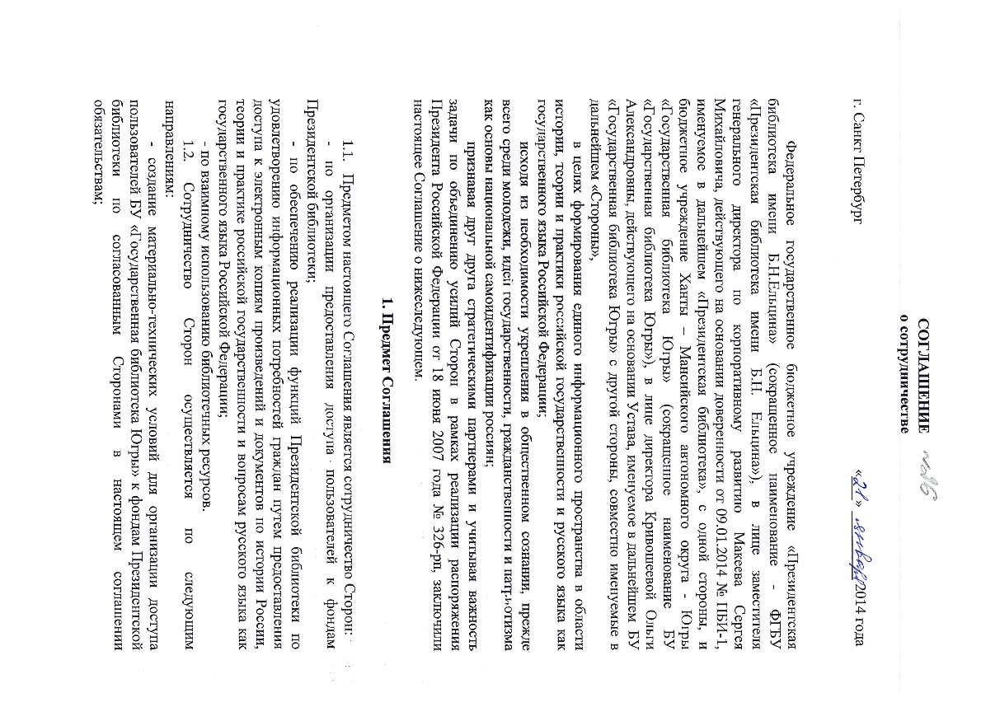 СОГЛАШЕНИЕ №26
о сотрудничестве
г. Санкт Петербург «21» января 2014 года
Федеральное государственное бюджетное учреждение «Президентская
библиотека имени Б.Н.Ельцина» (сокращенное наименование - ФГБУ
«Президентская библиотека имени Б.Н. Ельцина»), в лице заместителя
генерального директора по корпоративному развитию Макеева Сергея
Михайловича, действующего на основании доверенности от 09.01.2014 № ПБИ-1,
именуемое в дальнейшем «Президентская библиотека», с одной стороны, и
бюджетное учреждение Ханты – Мансийского автономного округа - Югры
«Государственная библиотека Югры» (сокращенное наименование БУ
«Государственная библиотека Югры»), в лице директора Кривошеевой Ольги
Александровны, действующего на основании Устава, именуемое в дальнейшем БУ
«Государственная библиотека Югры» с другой стороны, совместно именуемые в
дальнейшем «Стороны»,
в целях формирования единого информационного пространства в области
истории, теории и практики российской государственности и русского языка как
государственного языка Российской Федерации;
исходя из необходимости укрепления в общественном сознании, прежде
всего среди молодежи, идей государственности, гражданственности и патриотизма
как основы национальной самоидентификации россиян;
признавая друг друга стратегическими партнерами и учитывая важность
задачи по объединению усилий Сторон в рамках реализации распоряжения
Президента Российской Федерации от 18 июня 2007 года № 326-рп, заключили
настоящее Соглашение о нижеследующем.
1. Предмет Соглашения
1.1. Предметом настоящего Соглашения является сотрудничество Сторон:
- по организации предоставления доступа пользователей к фондам
Президентской библиотеки;
- по обеспечению реализации функций Президентской библиотеки по
удовлетворению информационных потребностей граждан путем предоставления
доступа к электронным копиям произведений и документов по истории России,
теории и практике российской государственности и вопросам русского языка как
государственного языка Российской Федерации;
- по взаимному использованию библиотечных ресурсов.
1.2. Сотрудничество Сторон осуществляется по следующим
направлениям:
- создание материально-технических условий для организации доступа
пользователей БУ «Государственная библиотека Югры» к фондам Президентской
библиотеки по согласованным Сторонами в настоящем соглашении
обязательствам;